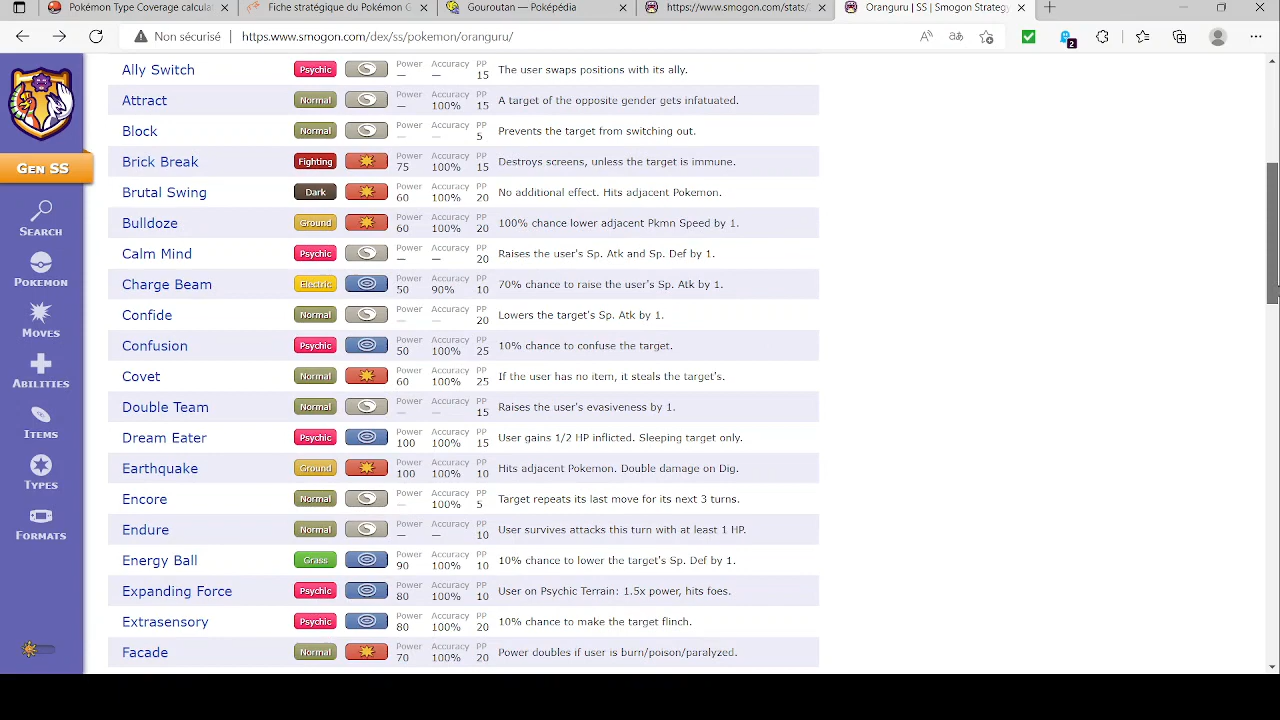 Pokémon Type Coverage calcula
Fiche stratégique du Pokémon G
Gouroutan — Poképédia
https://www.smogon.com/stats/
Oranguru | SS | Smogon Strategy
Non sécurisé https://www.smogon.com/dex/ss/pokemon/oranguru/
2
Gen SS
Search
Pokemon
Moves
Abilities
Items
Types
Formats
Ally Switch Psychic Power — Accuracy — PP 15 The user swaps positions with its ally.
Attract Normal Power — Accuracy 100% PP 15 A target of the opposite gender gets infatuated.
Block Normal Power — Accuracy — PP 5 Prevents the target from switching out.
Brick Break Fighting Power 75 Accuracy 100% PP 15 Destroys screens, unless the target is immune.
Brutal Swing Dark Power 60 Accuracy 100% PP 20 No additional effect. Hits adjacent Pokemon.
Bulldoze Ground Power 60 Accuracy 100% PP 20 100% chance lower adjacent Pkmn Speed by 1.
Calm Mind Psychic Power — Accuracy — PP 20 Raises the user's Sp. Atk and Sp. Def by 1.
Charge Beam Electric Power 50 Accuracy 90% PP 10 70% chance to raise the user's Sp. Atk by 1.
Confide Normal Power — Accuracy — PP 20 Lowers the target's Sp. Atk by 1.
Confusion Psychic Power 50 Accuracy 100% PP 25 10% chance to confuse the target.
Covet Normal Power 60 Accuracy 100% PP 25 If the user has no item, it steals the target's.
Double Team Normal Power — Accuracy — PP 15 Raises the user's evasiveness by 1.
Dream Eater Psychic Power 100 Accuracy 100% PP 15 User gains 1/2 HP inflicted. Sleeping target only.
Earthquake Ground Power 100 Accuracy 100% PP 10 Hits adjacent Pokemon. Double damage on Dig.
Encore Normal Power — Accuracy 100% PP 5 Target repeats its last move for its next 3 turns.
Endure Normal Power — Accuracy — PP 10 User survives attacks this turn with at least 1 HP.
Energy Ball Grass Power 90 Accuracy 100% PP 10 10% chance to lower the target's Sp. Def by 1.
Expanding Force Psychic Power 80 Accuracy 100% PP 10 User on Psychic Terrain: 1.5x power, hits foes.
Extrasensory Psychic Power 80 Accuracy 100% PP 20 10% chance to make the target flinch.
Facade Normal Power 70 Accuracy 100% PP 20 Power doubles if user is burn/poison/paralyzed.